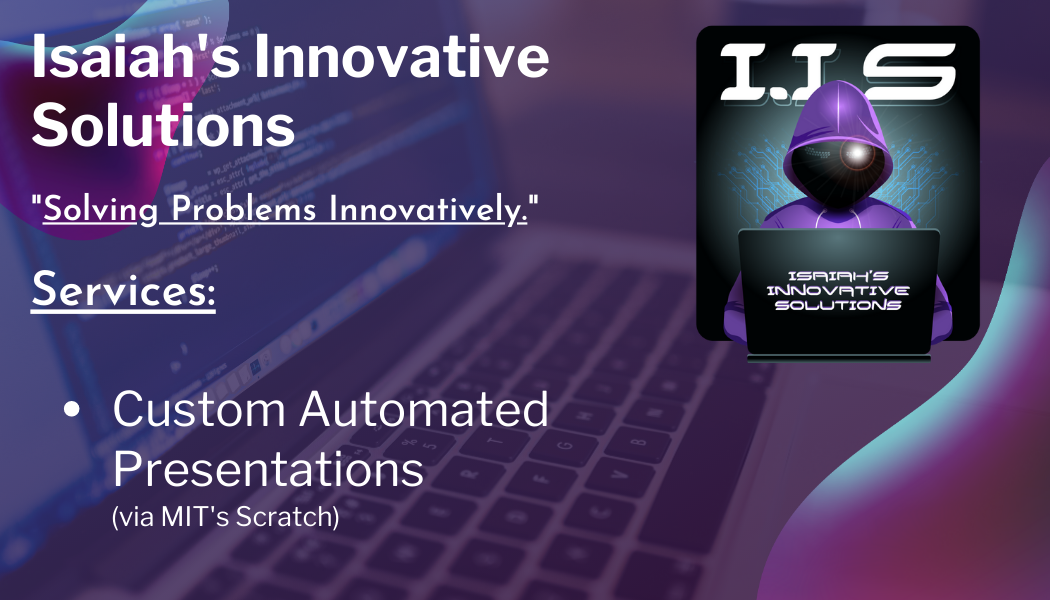 Isaiah's Innovative
Solutions
"Solving Problems Innovatively."
Services:
• Custom Automated
Presentations
(via MIT's Scratch)
I.I.S
ISAIAH'S
INNOVATIVE
SOLUTIONS